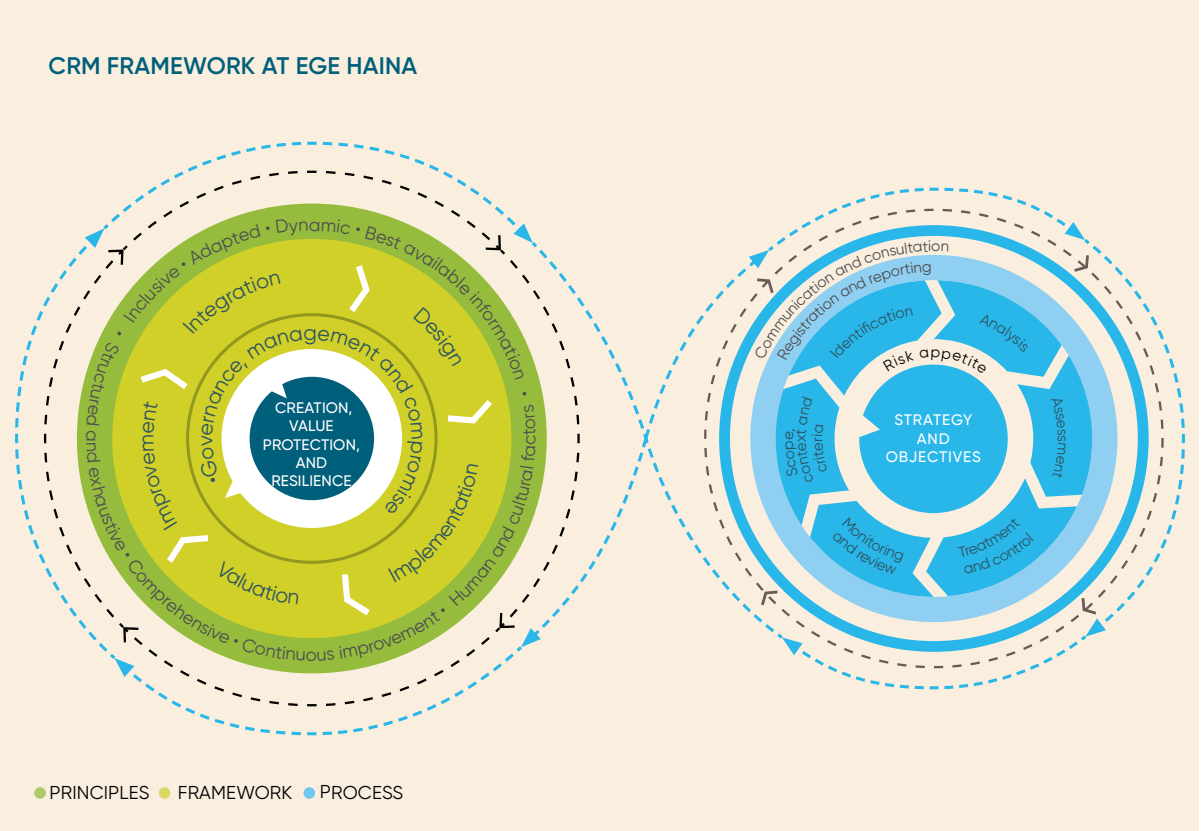 CRM FRAMEWORK AT EGE HAINA
Structured and exhaustive • Inclusive • Adapted • Dynamic • Best available information • Human and cultural factors • Continuous improvement • Comprehensive •
Integration
Design
Implementation
Valuation
Improvement
•Governance, management and compromise
CREATION,
VALUE
PROTECTION,
AND
RESILIENCE
Communication and consultation
Registration and reporting
Identification
Analysis
Assessment
Treatment
and control
Monitoring
and review
Scope,
context and
criteria
Risk appetite
STRATEGY
AND
OBJECTIVES
PRINCIPLES
FRAMEWORK
PROCESS